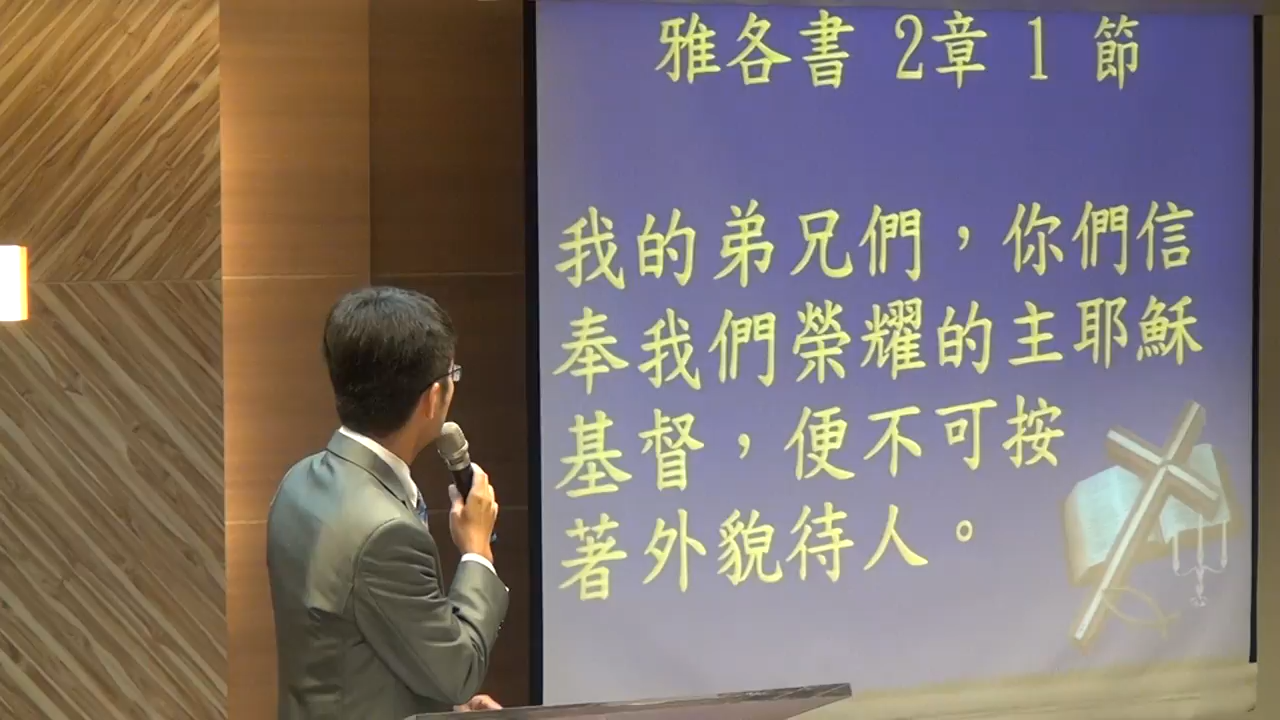 雅各書 2章 1 節
我的弟兄們，你們信
奉我們榮耀的主耶穌
基督，便不可按
著外貌待人。